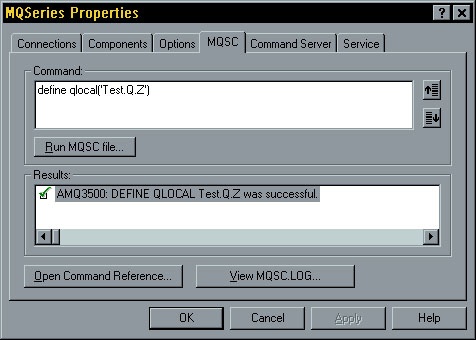 MQSeries Properties
Connections Components Options MQSC Command Server Service
Command:
define qlocal('Test.Q.Z')
Run MQSC file...
Results:
AMQ3500: DEFINE QLOCAL Test.Q.Z was successful.
Open Command Reference... View MQSC.LOG...
OK Cancel Apply Help